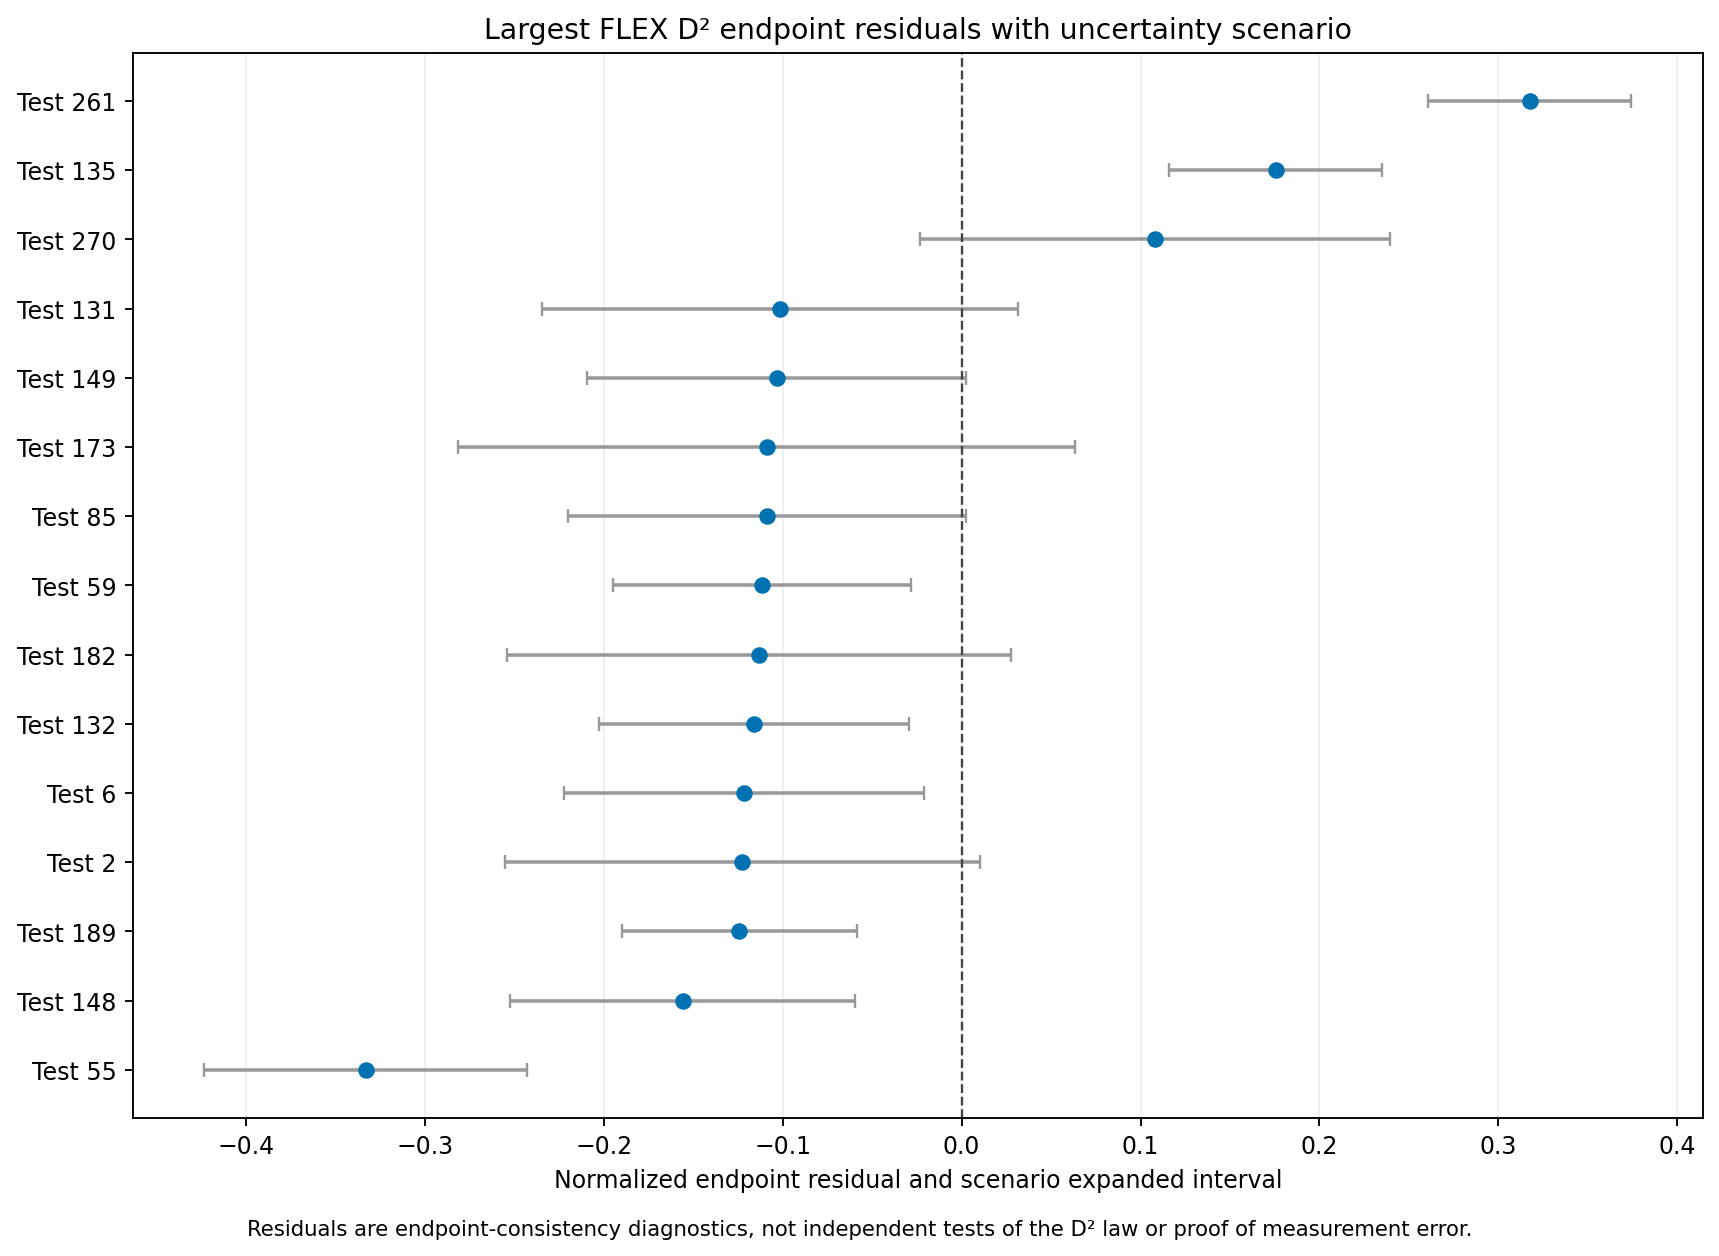 Largest FLEX D² endpoint residuals with uncertainty scenario
Test 261
Test 135
Test 270
Test 131
Test 149
Test 173
Test 85
Test 59
Test 182
Test 132
Test 6
Test 2
Test 189
Test 148
Test 55
−0.4 −0.3 −0.2 −0.1 0.0 0.1 0.2 0.3 0.4
Normalized endpoint residual and scenario expanded interval
Residuals are endpoint-consistency diagnostics, not independent tests of the D² law or proof of measurement error.